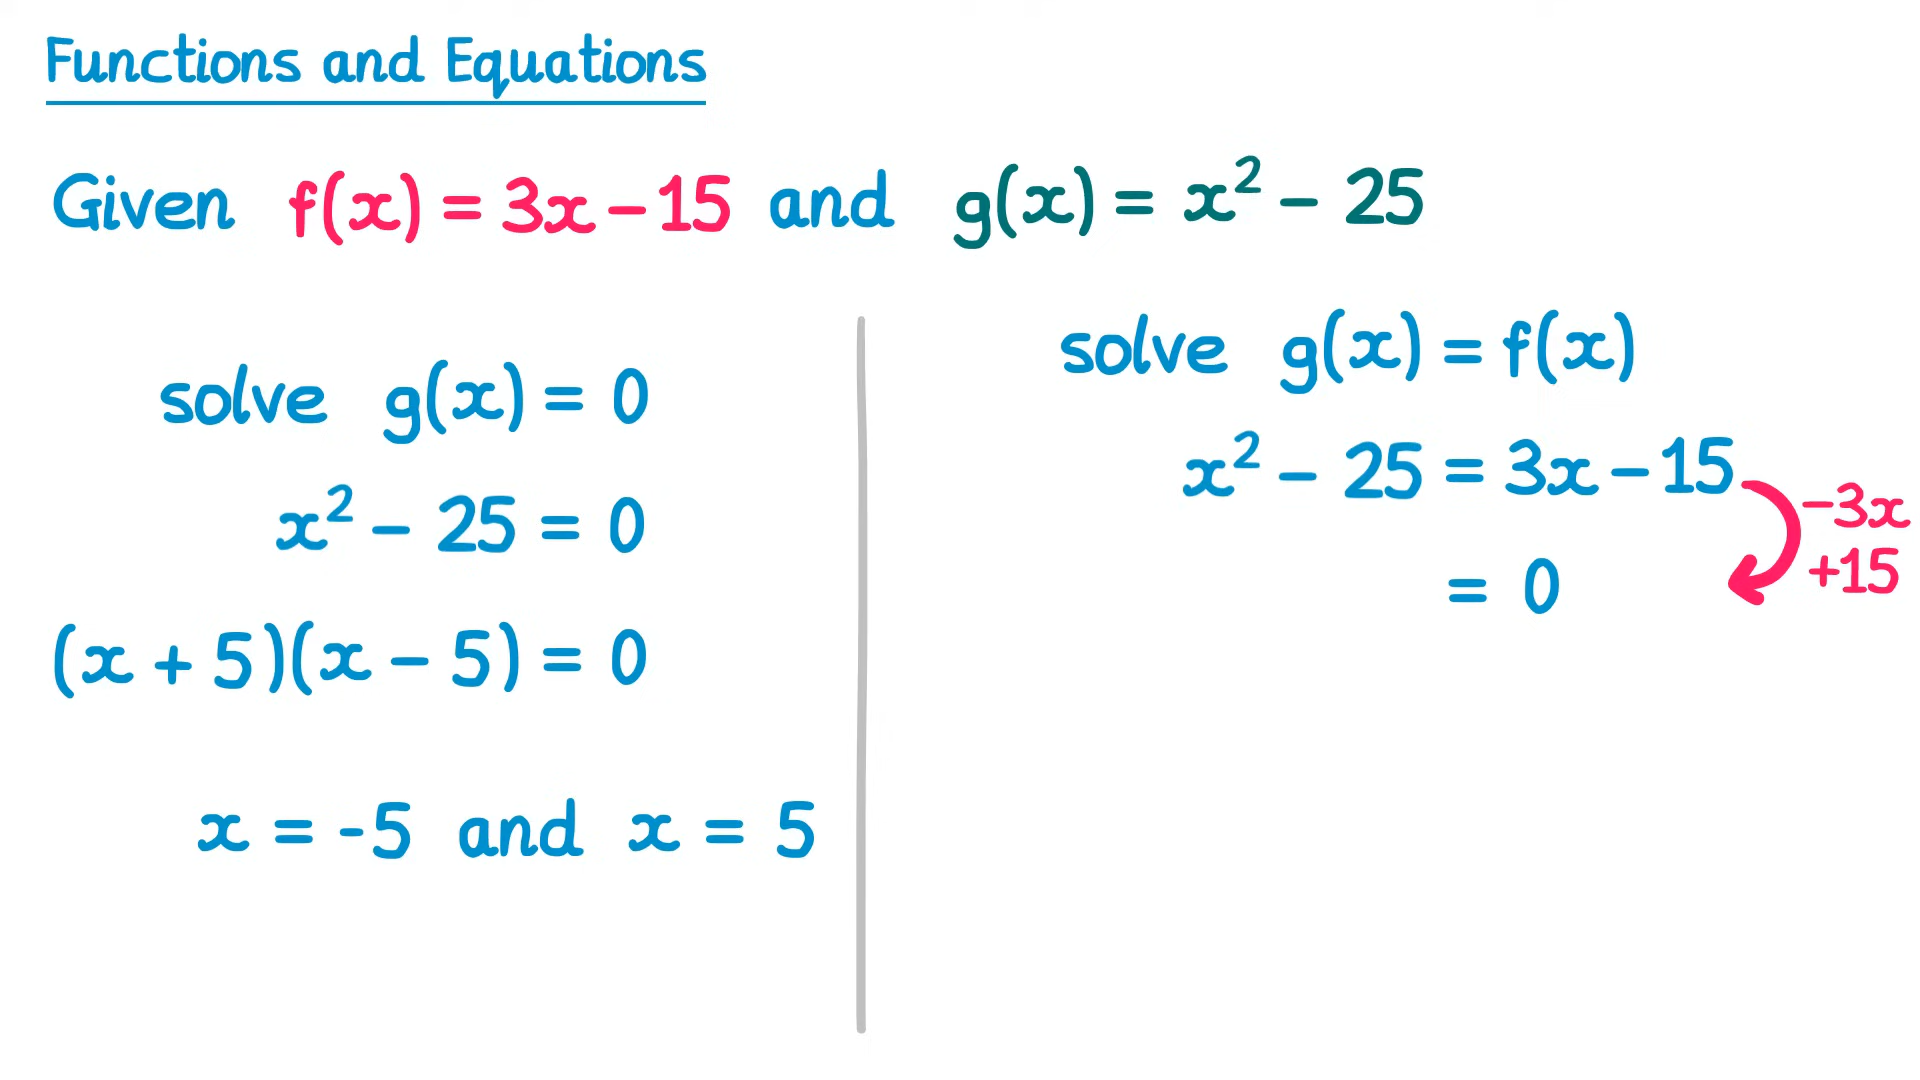 Functions and Equations
Given f(x) = 3x − 15 and g(x) = x² − 25
solve g(x) = 0
x² − 25 = 0
(x + 5)(x − 5) = 0
x = -5 and x = 5
solve g(x) = f(x)
x² − 25 = 3x − 15
−3x
+15
= 0